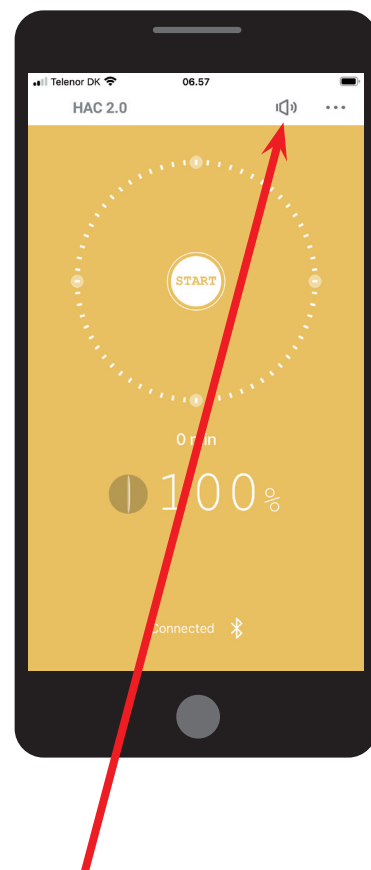 Telenor DK 06.57
HAC 2.0
START
0 min
100%
Connected